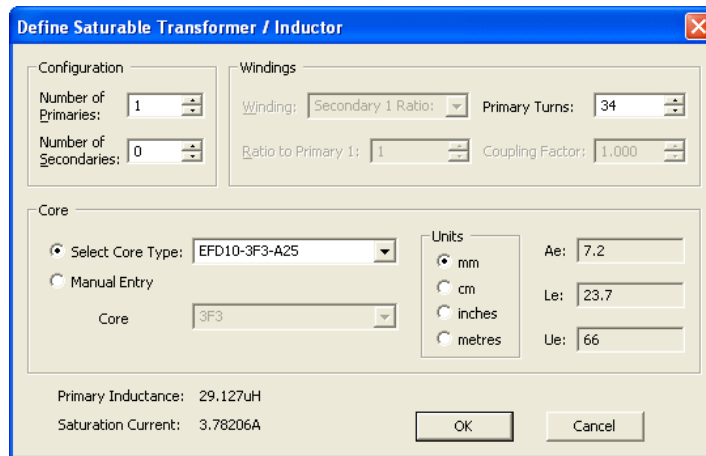 Define Saturable Transformer / Inductor
Configuration
Number of Primaries: 1
Number of Secondaries: 0
Windings
Winding: Secondary 1 Ratio: Primary Turns: 34
Ratio to Primary 1: 1 Coupling Factor: 1.000
Core
Select Core Type: EFD10-3F3-A25
Manual Entry
Core 3F3
Units
mm
cm
inches
metres
Ae: 7.2
Le: 23.7
Ue: 66
Primary Inductance: 29.127uH
Saturation Current: 3.78206A
OK Cancel